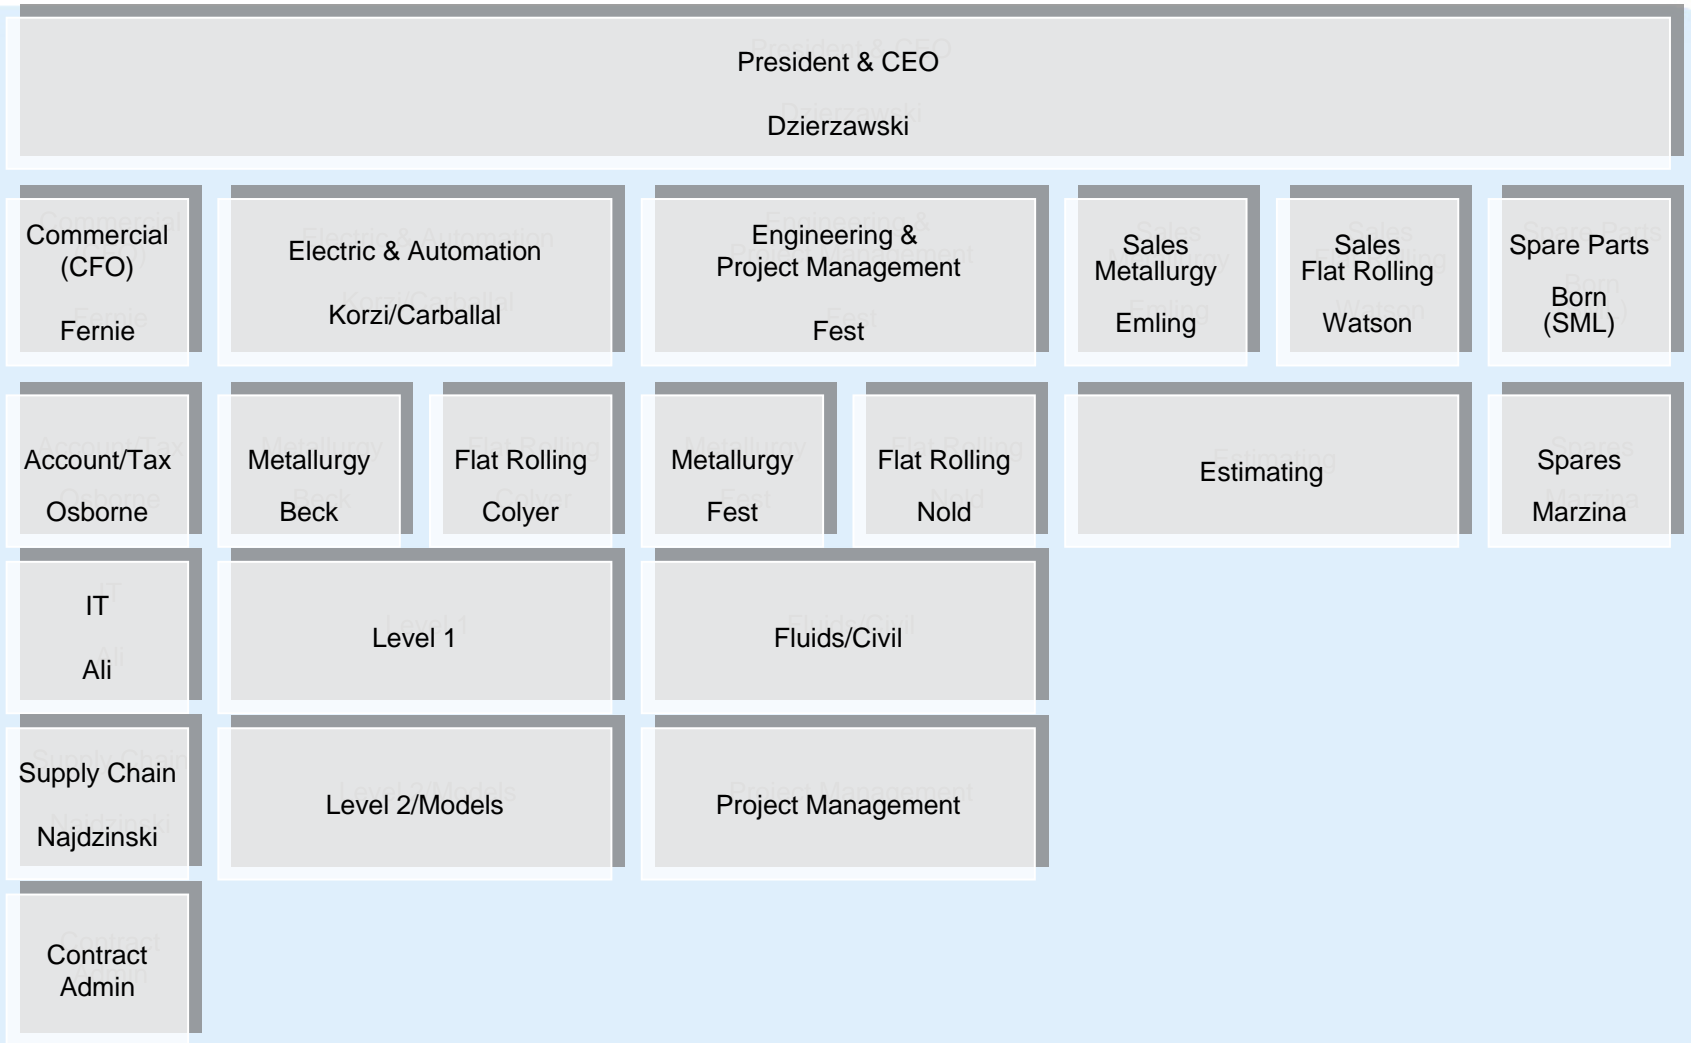 President & CEO
Dzierzawski
Commercial
(CFO)
Fernie
Electric & Automation
Korzi/Carballal
Engineering &
Project Management
Fest
Sales
Metallurgy
Emling
Sales
Flat Rolling
Watson
Spare Parts
Born
(SML)
Account/Tax
Osborne
Metallurgy
Beck
Flat Rolling
Colyer
Metallurgy
Fest
Flat Rolling
Nold
Estimating
Spares
Marzina
IT
Ali
Level 1
Fluids/Civil
Supply Chain
Najdzinski
Level 2/Models
Project Management
Contract
Admin